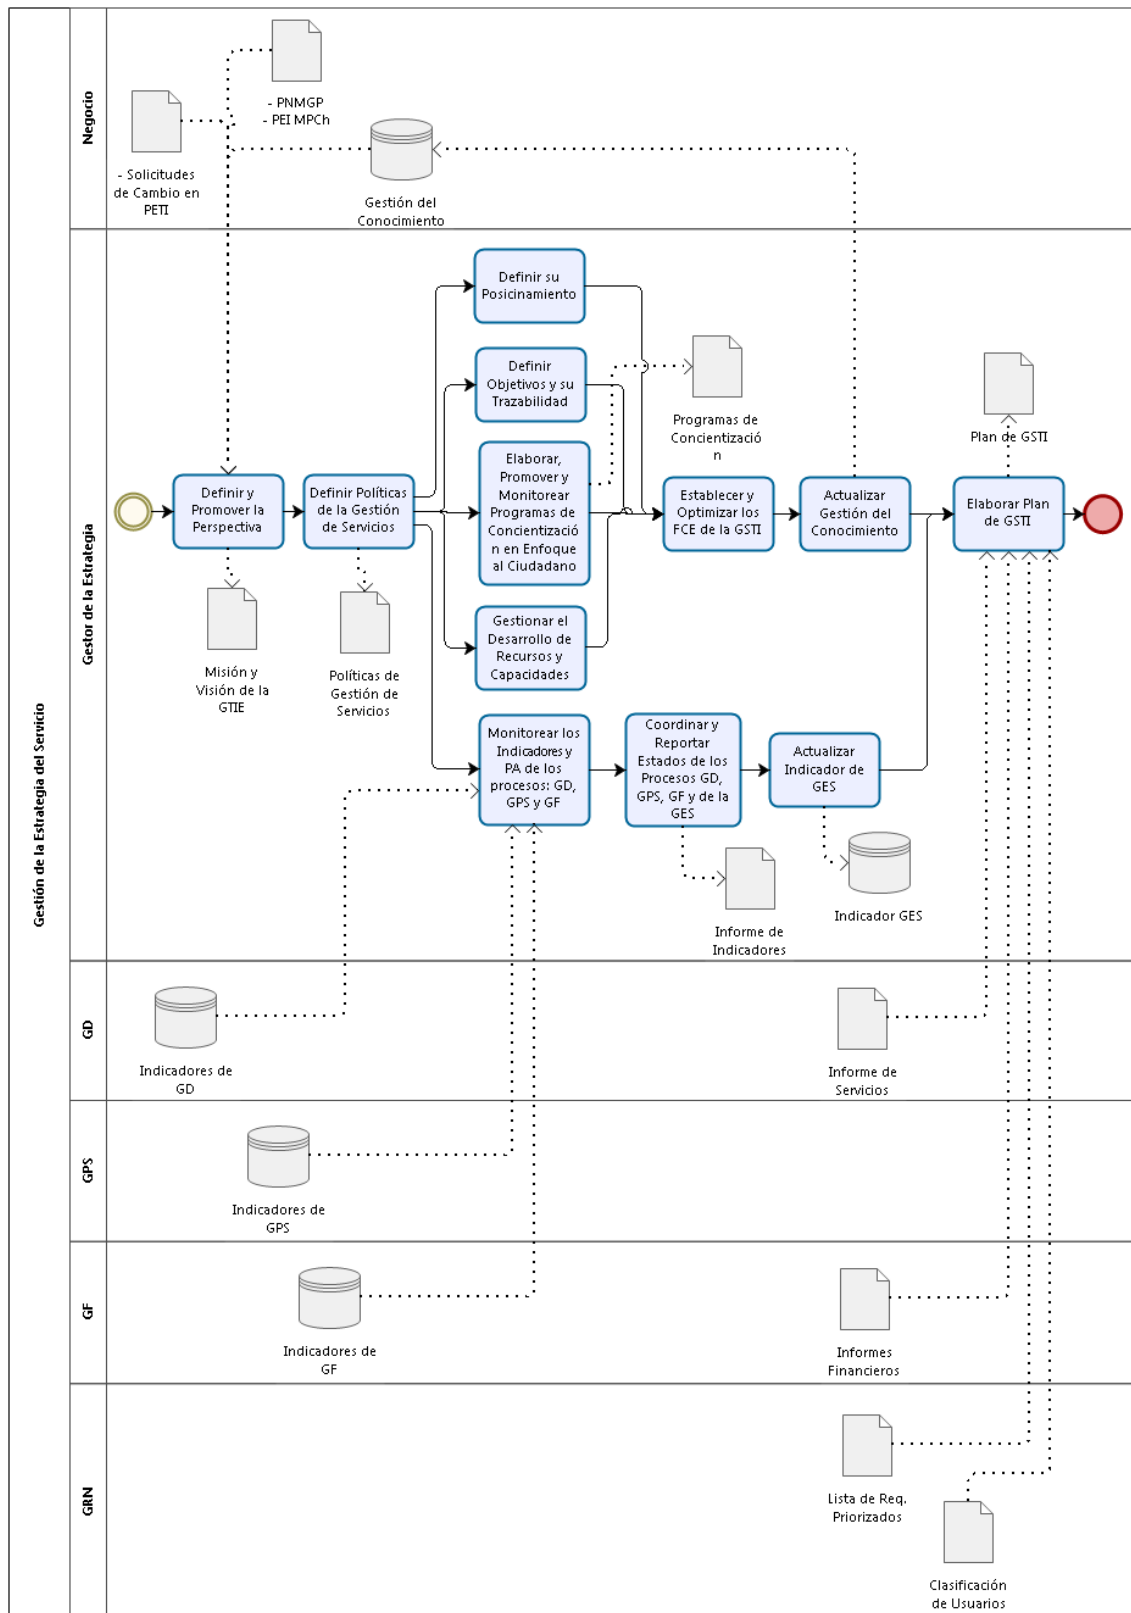 Gestión de la Estrategia del Servicio
Negocio
- PNMGP
- PEI MPCh
- Solicitudes
de Cambio en
PETI
Gestión del
Conocimiento
Gestor de la Estrategia
Definir su
Posicinamiento
Definir
Objetivos y su
Trazabilidad
Programas de
Concientizació
n
Plan de GSTI
Definir y
Promover la
Perspectiva
Definir Políticas
de la Gestión
de Servicios
Elaborar,
Promover y
Monitorear
Programas de
Concientizació
n en Enfoque
al Ciudadano
Establecer y
Optimizar los
FCE de la GSTI
Actualizar
Gestión del
Conocimiento
Elaborar Plan
de GSTI
Misión y
Visión de la
GTIE
Políticas de
Gestión de
Servicios
Gestionar el
Desarrollo de
Recursos y
Capacidades
Monitorear los
Indicadores y
PA de los
procesos: GD,
GPS y GF
Coordinar y
Reportar
Estados de los
Procesos GD,
GPS, GF y de la
GES
Actualizar
Indicador de
GES
Informe de
Indicadores
Indicador GES
GD
Indicadores de
GD
Informe de
Servicios
GPS
Indicadores de
GPS
GF
Indicadores de
GF
Informes
Financieros
GRN
Lista de Req.
Priorizados
Clasificación
de Usuarios